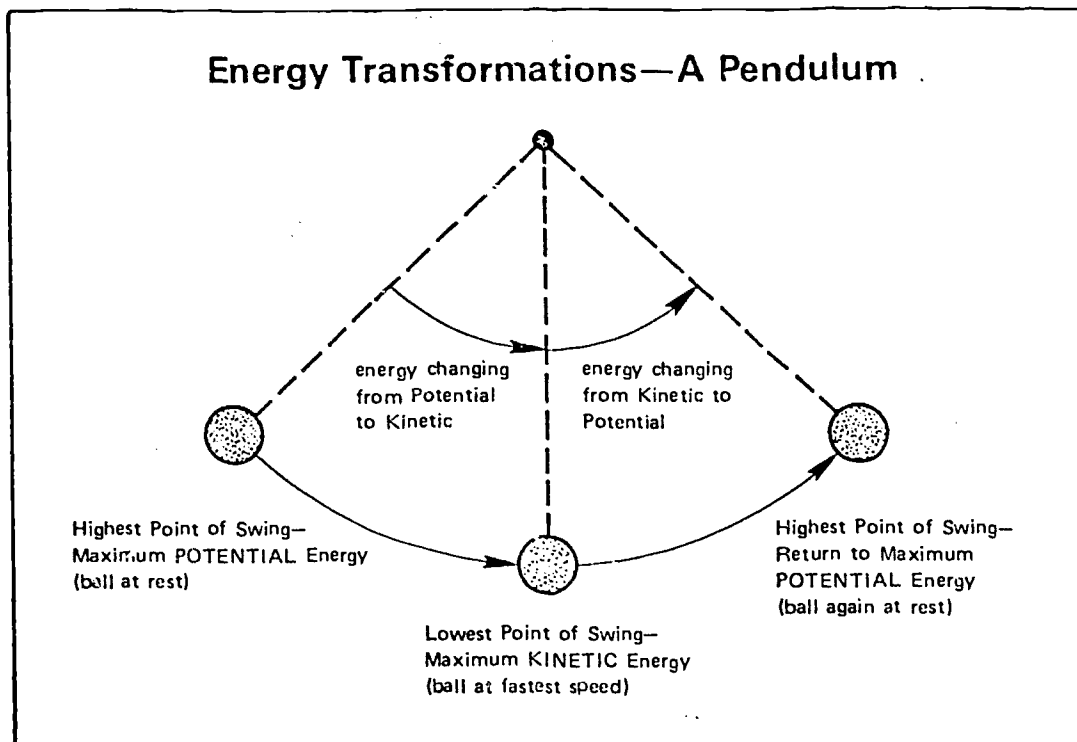 Energy Transformations—A Pendulum
energy changing
from Potential
to Kinetic
energy changing
from Kinetic to
Potential
Highest Point of Swing—
Maximum POTENTIAL Energy
(ball at rest)
Lowest Point of Swing—
Maximum KINETIC Energy
(ball at fastest speed)
Highest Point of Swing—
Return to Maximum
POTENTIAL Energy
(ball again at rest)